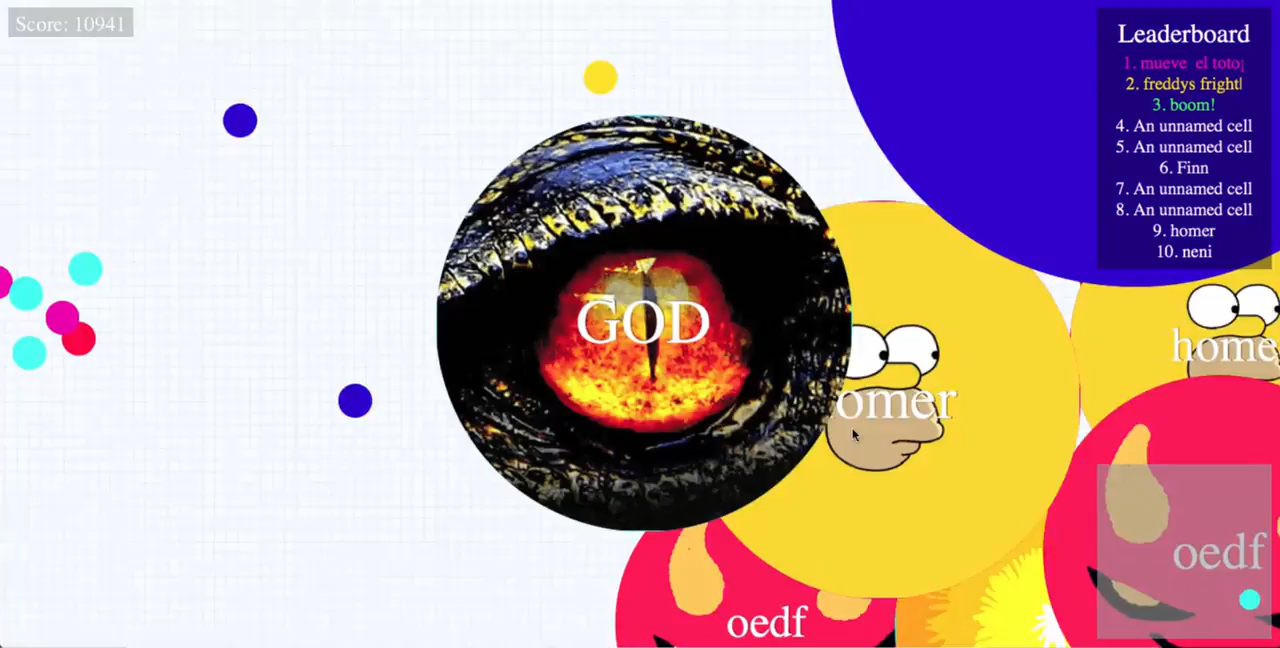 Score: 10941
Leaderboard
1. mueve el toto
2. freddys fright
3. boom!
4. An unnamed cell
5. An unnamed cell
6. Finn
7. An unnamed cell
8. An unnamed cell
9. homer
10. neni
GOD
omer
home
oedf
oedf